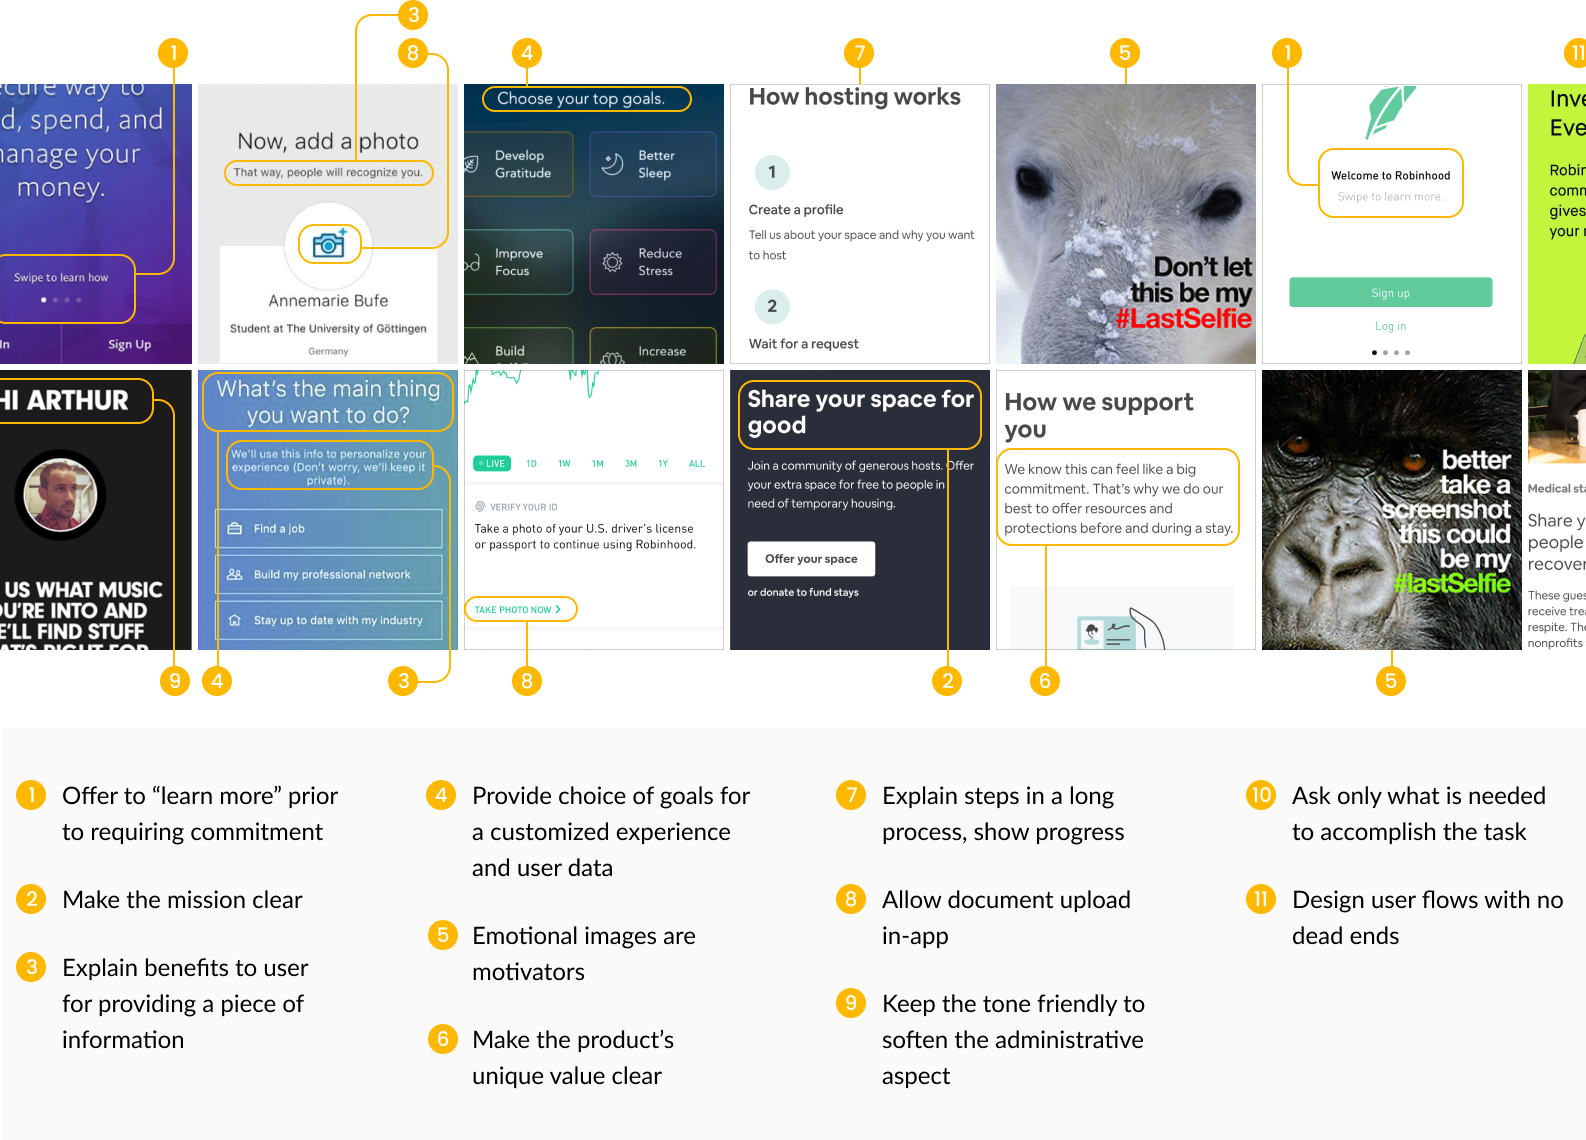 3
1
8
4
7
5
1
11
ecure way to
d, spend, and
anage your
money.
Swipe to learn how
In
Sign Up
Now, add a photo
That way, people will recognize you.
Annemarie Bufe
Student at The University of Göttingen
Germany
Choose your top goals.
Develop
Gratitude
Better
Sleep
Improve
Focus
Reduce
Stress
Build
Increase
How hosting works
1
Create a profile
Tell us about your space and why you want
to host
2
Wait for a request
Don't let
this be my
#LastSelfie
Welcome to Robinhood
Swipe to learn more.
Sign up
Log in
Inve
Eve
Robin
comm
gives
your
HI ARTHUR
US WHAT MUSIC
OU'RE INTO AND
E'LL FIND STUFF
AT'S RIGHT FOR
What's the main thing
you want to do?
We'll use this info to personalize your
experience (Don't worry, we'll keep it
private).
Find a job
Build my professional network
Stay up to date with my industry
LIVE 1D 1W 1M 3M 1Y ALL
VERIFY YOUR ID
Take a photo of your U.S. driver's license
or passport to continue using Robinhood.
TAKE PHOTO NOW
Share your space for
good
Join a community of generous hosts. Offer
your extra space for free to people in
need of temporary housing.
Offer your space
or donate to fund stays
How we support
you
We know this can feel like a big
commitment. That's why we do our
best to offer resources and
protections before and during a stay.
better
take a
screenshot
this could
be my
#lastSelfie
Medical sta
Share y
people
recover
These gues
receive trea
respite. The
nonprofits
9
4
3
8
2
6
5
1 Offer to “learn more” prior
to requiring commitment
2 Make the mission clear
3 Explain benefits to user
for providing a piece of
information
4 Provide choice of goals for
a customized experience
and user data
5 Emotional images are
motivators
6 Make the product’s
unique value clear
7 Explain steps in a long
process, show progress
8 Allow document upload
in-app
9 Keep the tone friendly to
soften the administrative
aspect
10 Ask only what is needed
to accomplish the task
11 Design user flows with no
dead ends